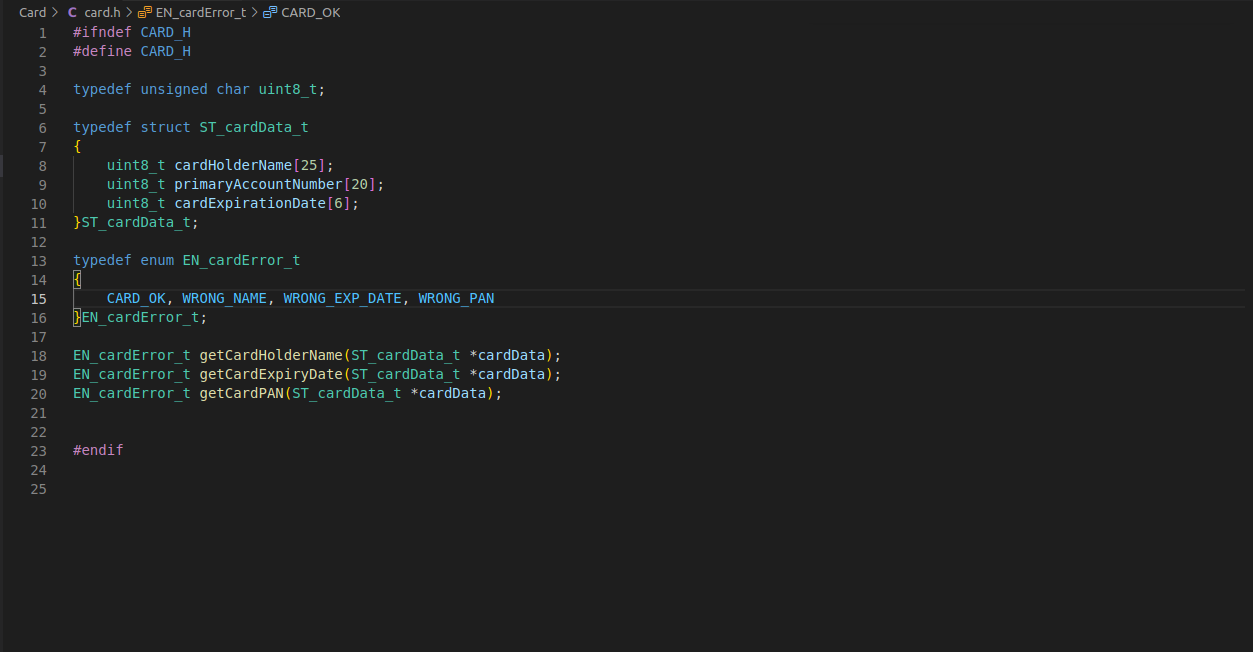 Card > C card.h > EN_cardError_t > CARD_OK
1 #ifndef CARD_H
2 #define CARD_H
3
4 typedef unsigned char uint8_t;
5
6 typedef struct ST_cardData_t
7 {
8     uint8_t cardHolderName[25];
9     uint8_t primaryAccountNumber[20];
10     uint8_t cardExpirationDate[6];
11 }ST_cardData_t;
12
13 typedef enum EN_cardError_t
14 {
15     CARD_OK, WRONG_NAME, WRONG_EXP_DATE, WRONG_PAN
16 }EN_cardError_t;
17
18 EN_cardError_t getCardHolderName(ST_cardData_t *cardData);
19 EN_cardError_t getCardExpiryDate(ST_cardData_t *cardData);
20 EN_cardError_t getCardPAN(ST_cardData_t *cardData);
21
22
23 #endif
24
25